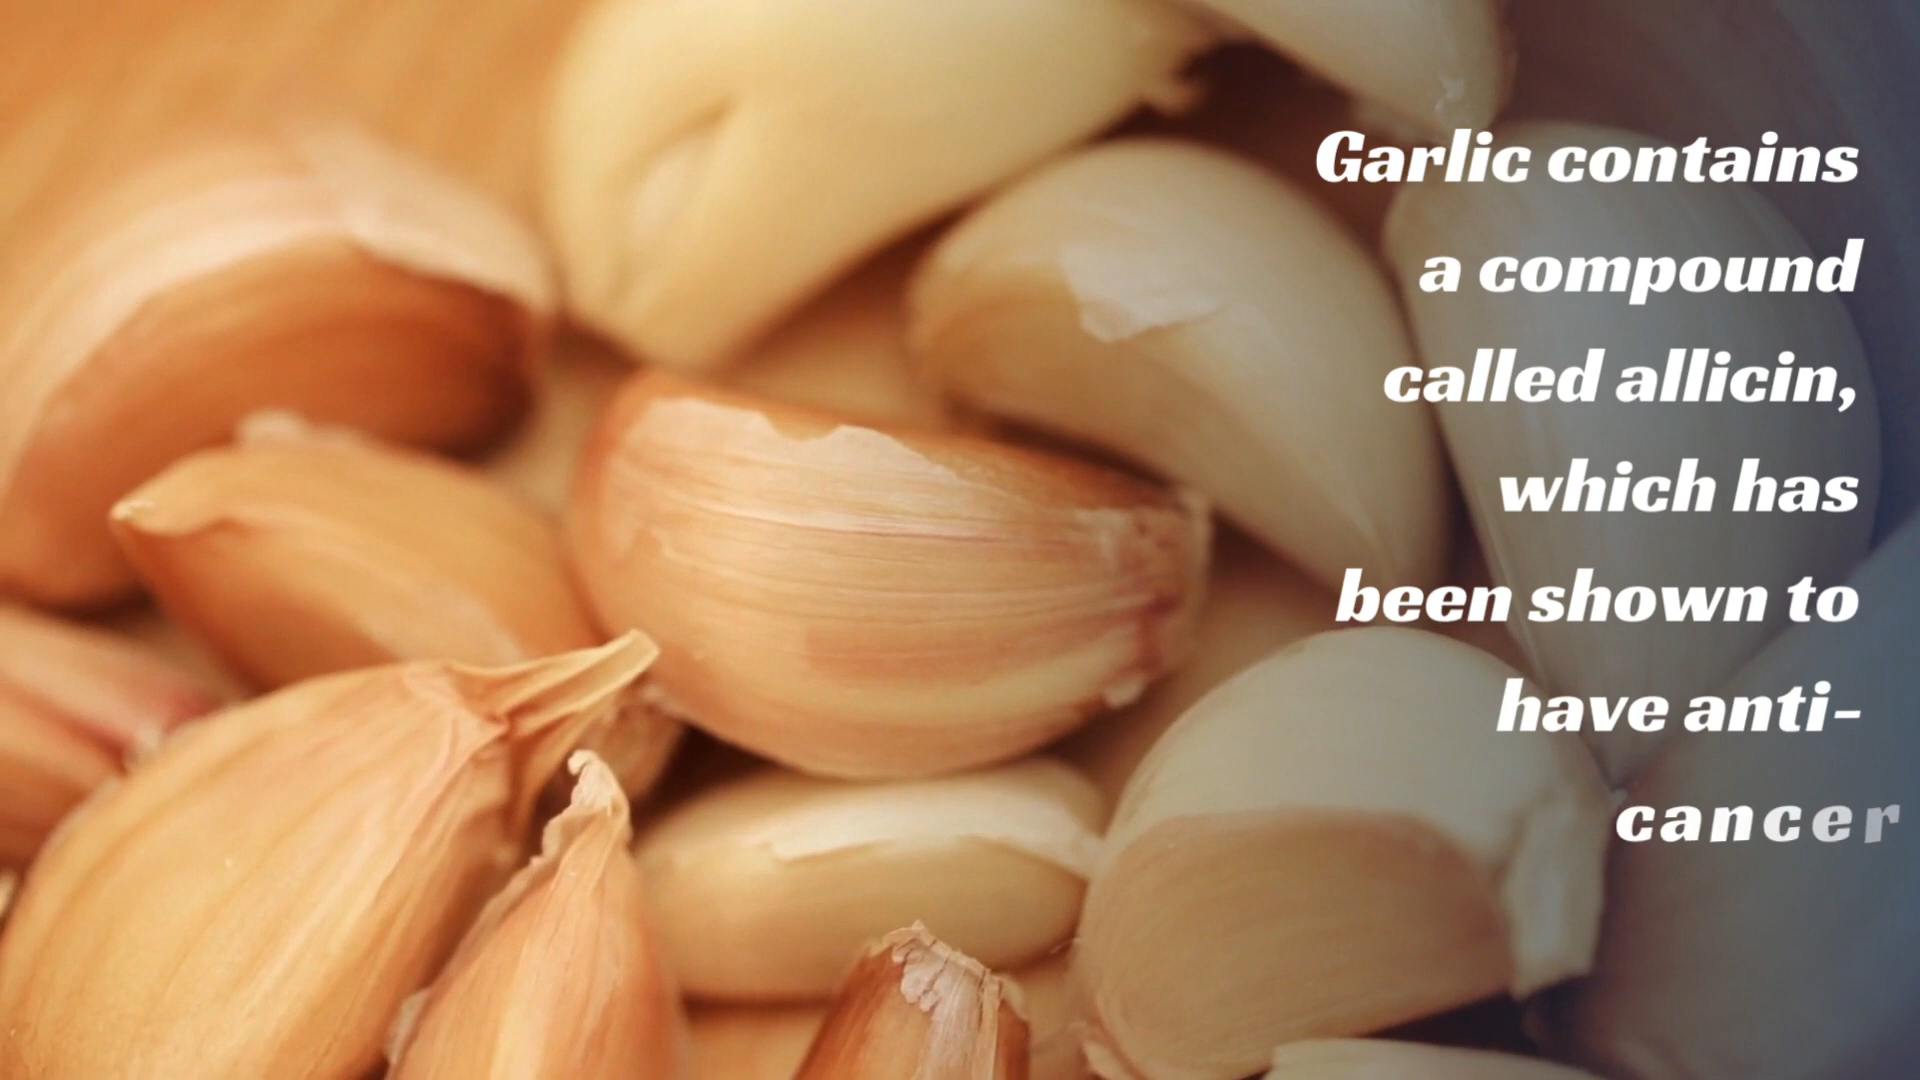 Garlic contains
a compound
called allicin,
which has
been shown to
have anti-
cancer